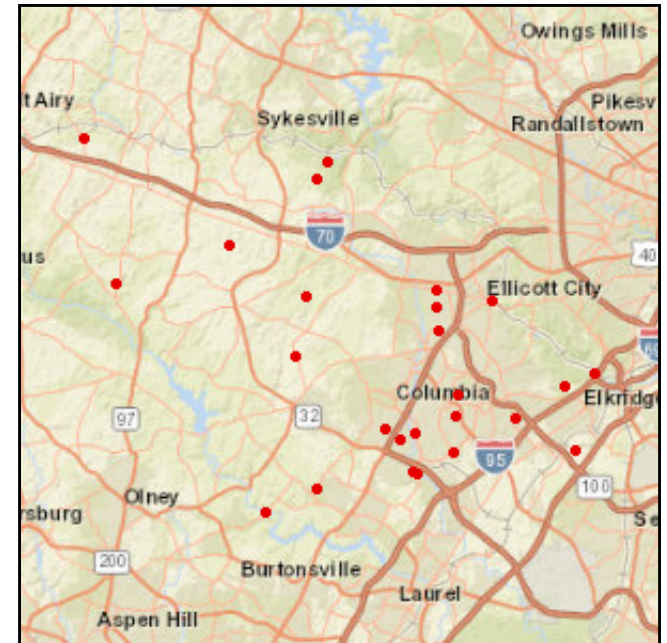 Owings Mills
t Airy
Pikesv
Sykesville
Randallstown
70
us
40
Ellicott City
Columbia
Elkridge
97
32
95
100
Olney
rsburg
Se
200
Burtonsville
Laurel
Aspen Hill